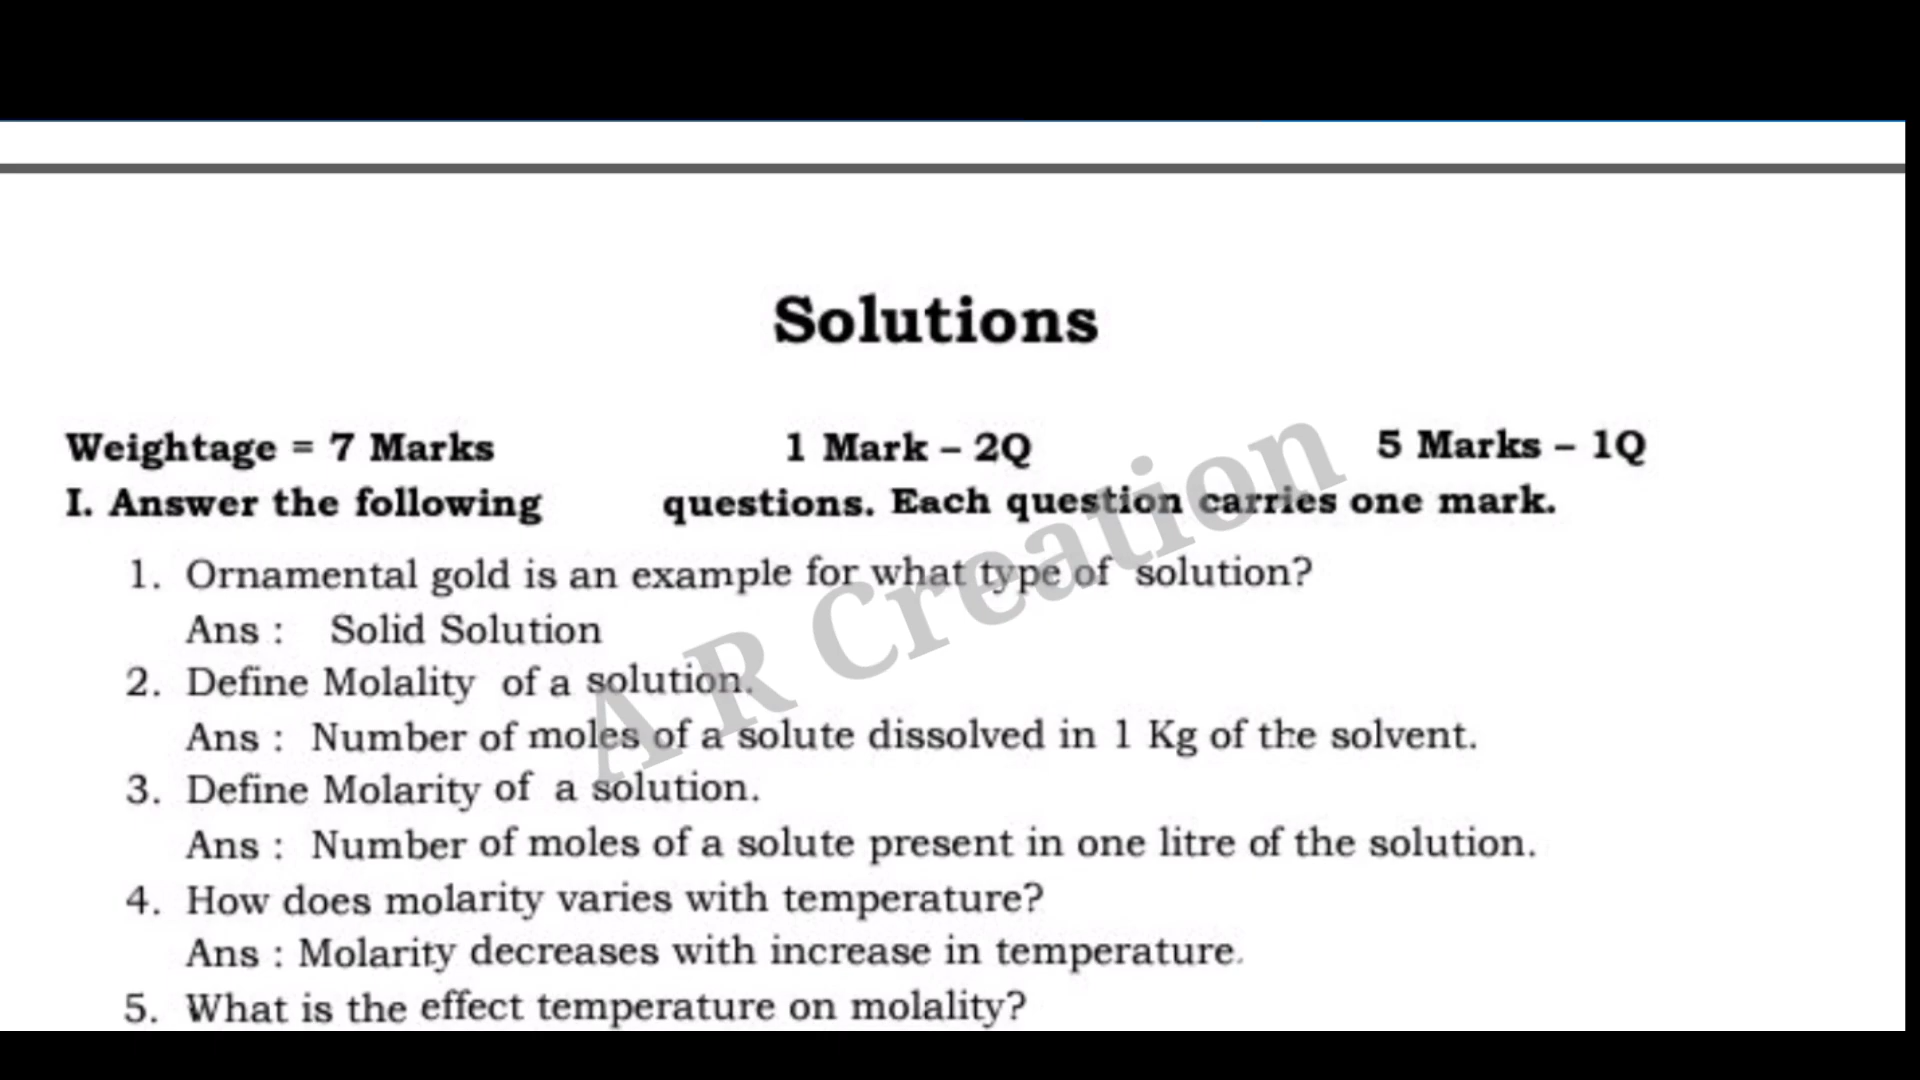 Solutions
Weightage = 7 Marks 1 Mark – 2Q 5 Marks – 1Q
I. Answer the following questions. Each question carries one mark.
1. Ornamental gold is an example for what type of solution?
Ans : Solid Solution
2. Define Molality of a solution.
Ans : Number of moles of a solute dissolved in 1 Kg of the solvent.
3. Define Molarity of a solution.
Ans : Number of moles of a solute present in one litre of the solution.
4. How does molarity varies with temperature?
Ans : Molarity decreases with increase in temperature.
5. What is the effect temperature on molality?
A R Creation